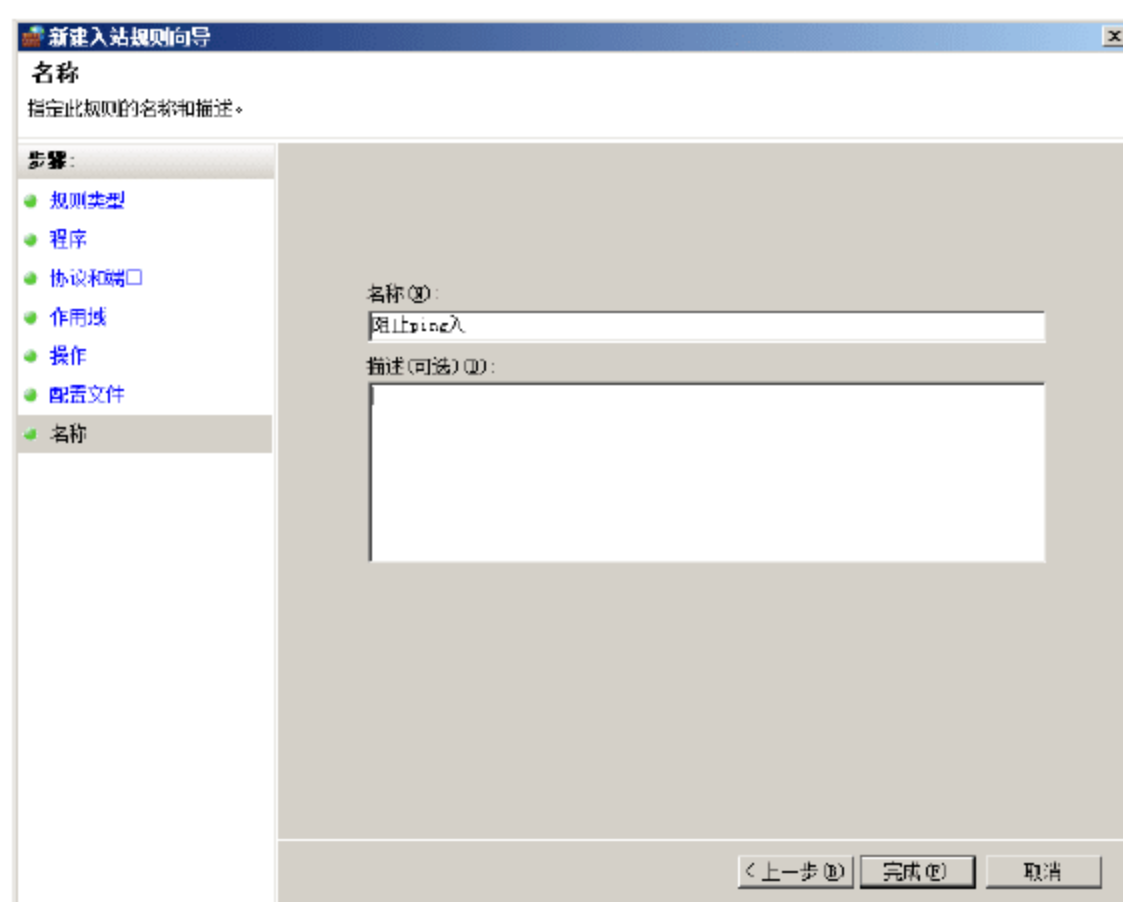 新建入站规则向导
名称
指定此规则的名称和描述。
步骤:
规则类型
程序
协议和端口
作用域
操作
配置文件
名称
名称(N):
阻止ping入
描述(可选)(D):
<上一步(B)
完成(F)
取消